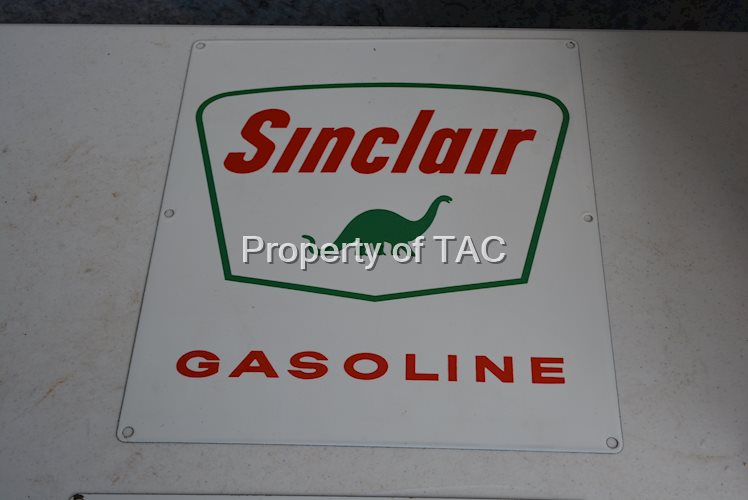 Sinclair
Property of TAC
GASOLINE